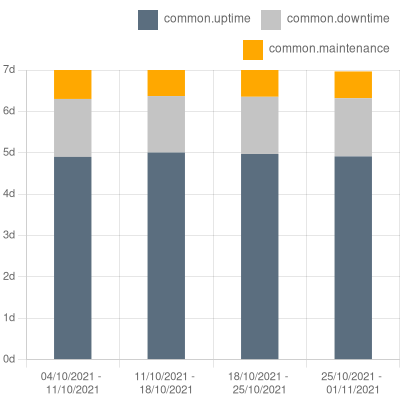 common.uptime common.downtime
common.maintenance
7d
6d
5d
4d
3d
2d
1d
0d
04/10/2021 - 11/10/2021 - 18/10/2021 - 25/10/2021 -
11/10/2021 18/10/2021 25/10/2021 01/11/2021